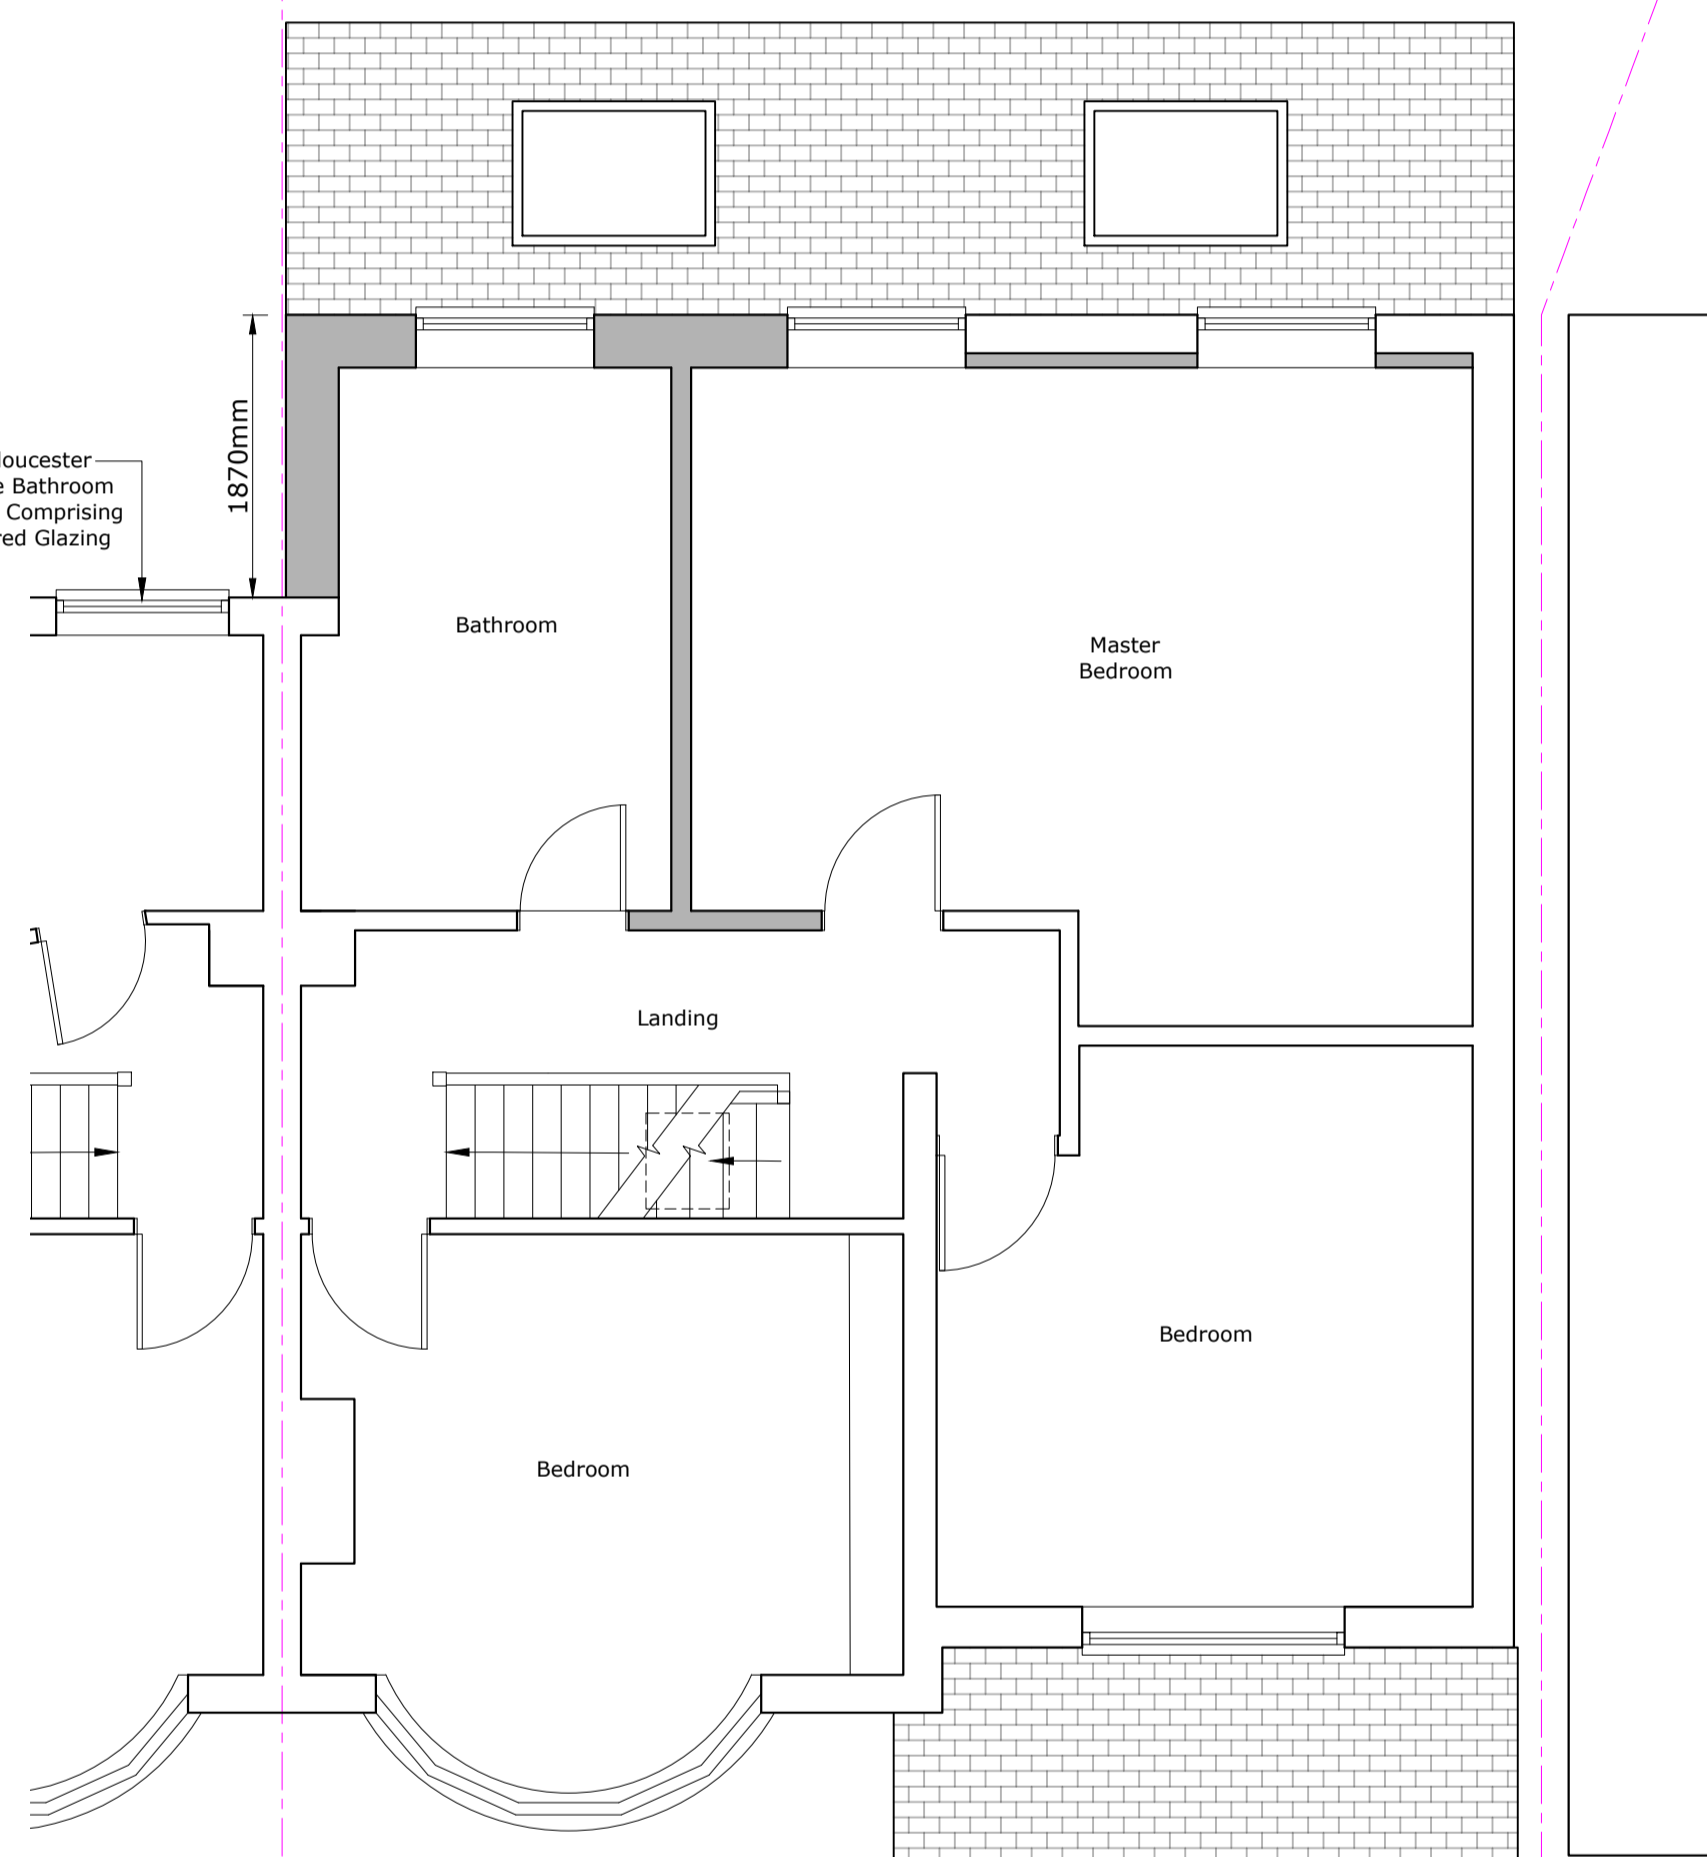 1870mm
loucester
e Bathroom
Comprising
red Glazing
Bathroom
Master
Bedroom
Landing
Bedroom
Bedroom